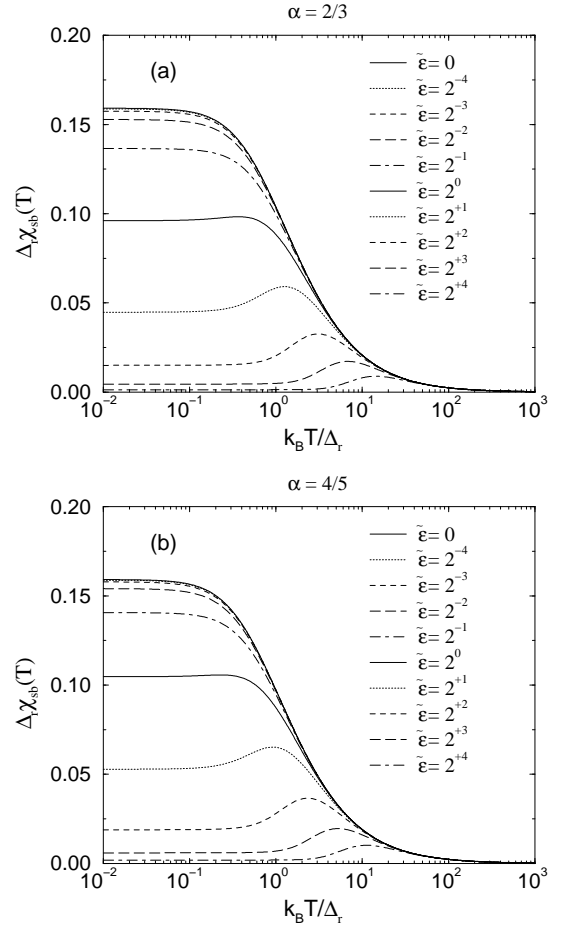 α = 2/3
0.20
(a)
ε̃= 0
ε̃= 2⁻⁴
ε̃= 2⁻³
ε̃= 2⁻²
ε̃= 2⁻¹
ε̃= 2⁰
ε̃= 2⁺¹
ε̃= 2⁺²
ε̃= 2⁺³
ε̃= 2⁺⁴
0.15
0.10
0.05
0.00
Δᵣχ_sb(T)
10⁻² 10⁻¹ 10⁰ 10¹ 10² 10³
k_BT/Δᵣ
α = 4/5
0.20
(b)
ε̃= 0
ε̃= 2⁻⁴
ε̃= 2⁻³
ε̃= 2⁻²
ε̃= 2⁻¹
ε̃= 2⁰
ε̃= 2⁺¹
ε̃= 2⁺²
ε̃= 2⁺³
ε̃= 2⁺⁴
0.15
0.10
0.05
0.00
Δᵣχ_sb(T)
10⁻² 10⁻¹ 10⁰ 10¹ 10² 10³
k_BT/Δᵣ